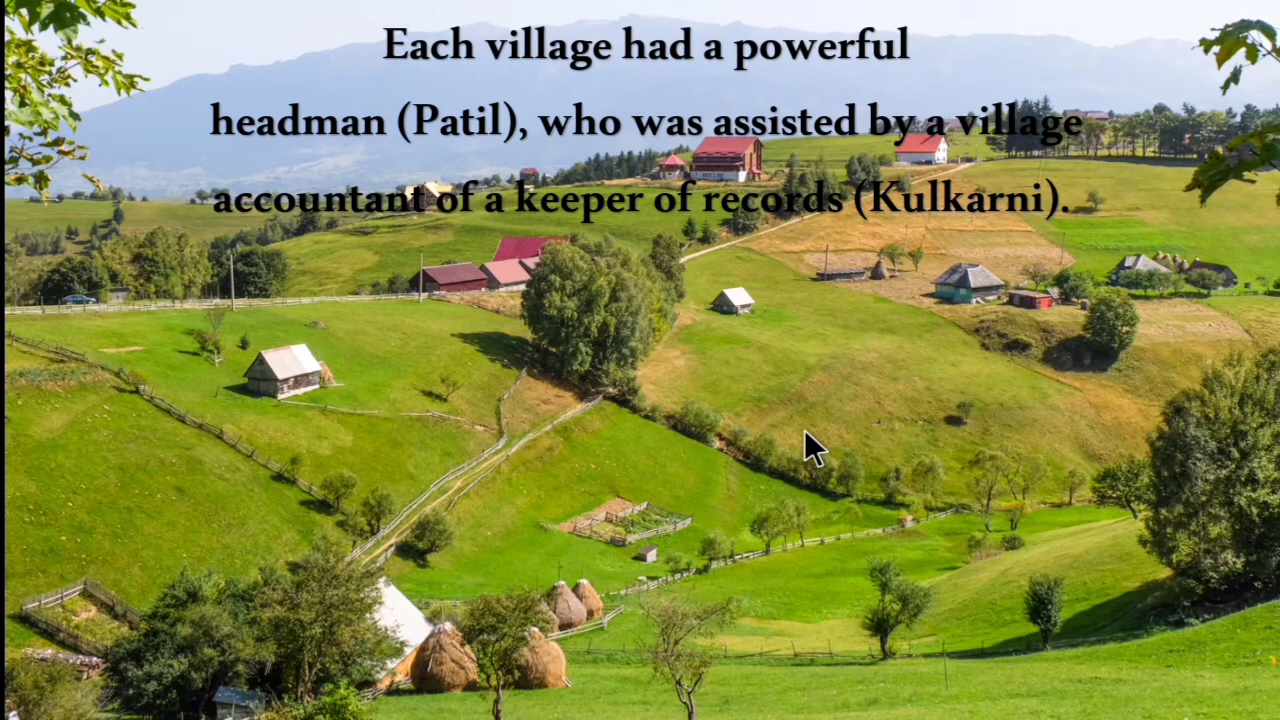 Each village had a powerful
headman (Patil), who was assisted by a village
accountant of a keeper of records (Kulkarni).